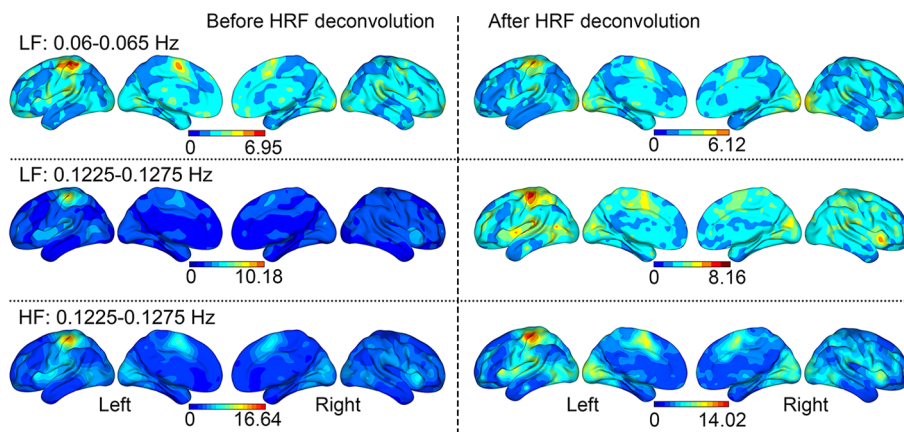 Before HRF deconvolution
After HRF deconvolution
LF: 0.06-0.065 Hz
0 6.95
0 6.12
LF: 0.1225-0.1275 Hz
0 10.18
0 8.16
HF: 0.1225-0.1275 Hz
Left
Right
0 16.64
Left
Right
0 14.02